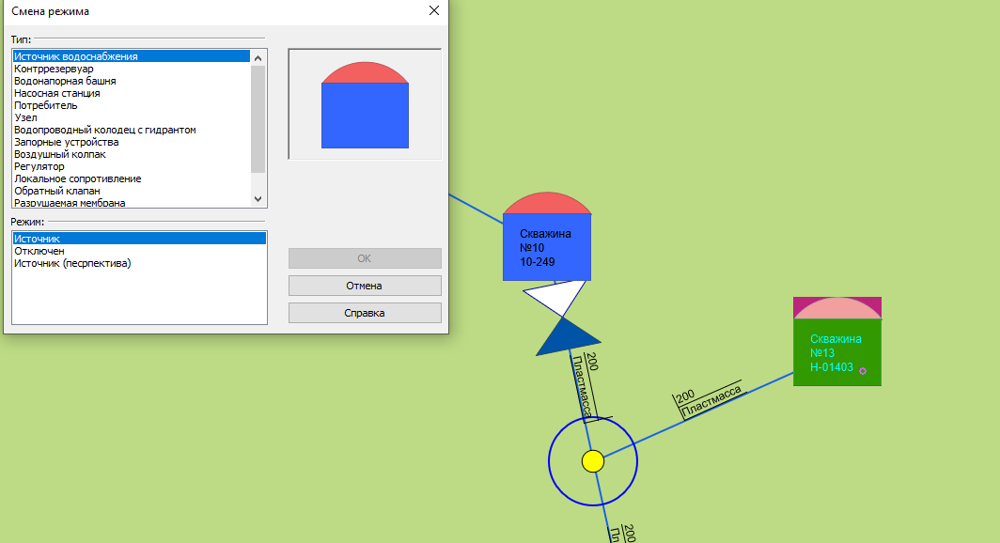 Смена режима
Тип:
Источник водоснабжения
Контррезервуар
Водонапорная башня
Насосная станция
Потребитель
Узел
Водопроводный колодец с гидрантом
Запорные устройства
Воздушный колпак
Регулятор
Локальное сопротивление
Обратный клапан
Разрушаемая мембрана
Режим:
Источник
Отключен
Источник (песрпектива)
ОК
Отмена
Справка
Скважина
№10
10-249
200
Пластмасса
Скважина
№13
Н-01403
200
Пластмасса
200
Пл